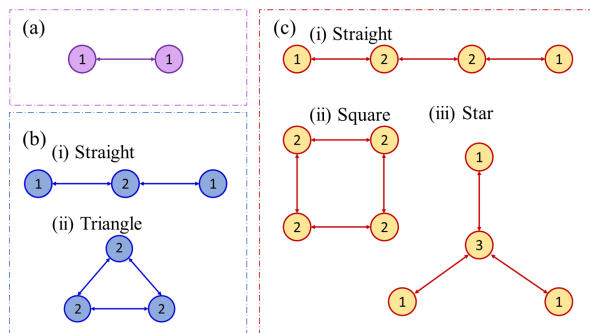 (a)
1 1
(b)
(i) Straight
1 2 1
(ii) Triangle
2
2 2
(c)
(i) Straight
1 2 2 1
(ii) Square
2 2
2 2
(iii) Star
1
3
1 1